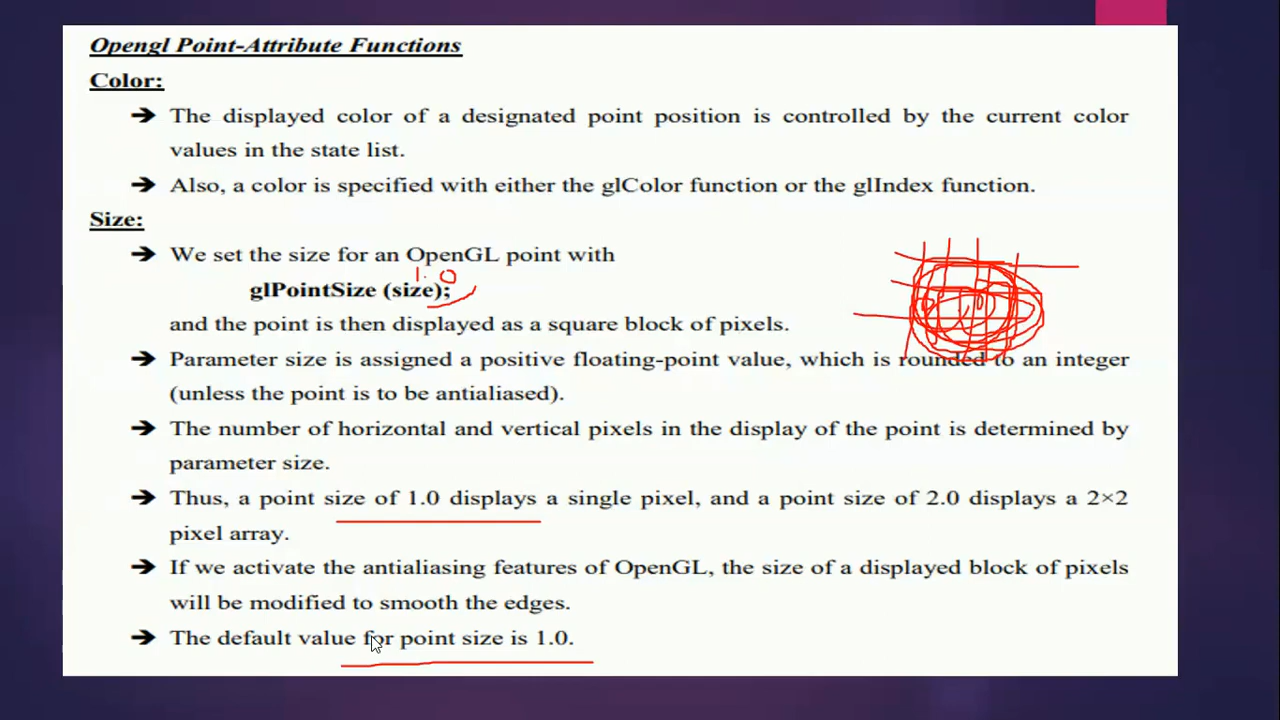 Opengl Point-Attribute Functions
Color:
➔ The displayed color of a designated point position is controlled by the current color
values in the state list.
➔ Also, a color is specified with either the glColor function or the glIndex function.
Size:
➔ We set the size for an OpenGL point with
1.0
glPointSize (size);
and the point is then displayed as a square block of pixels.
➔ Parameter size is assigned a positive floating-point value, which is rounded to an integer
(unless the point is to be antialiased).
➔ The number of horizontal and vertical pixels in the display of the point is determined by
parameter size.
➔ Thus, a point size of 1.0 displays a single pixel, and a point size of 2.0 displays a 2×2
pixel array.
➔ If we activate the antialiasing features of OpenGL, the size of a displayed block of pixels
will be modified to smooth the edges.
➔ The default value for point size is 1.0.